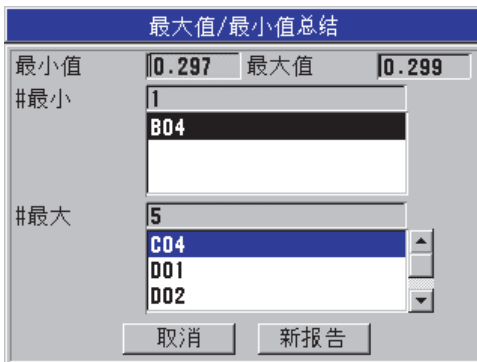 最大值/最小值总结
最小值 0.297 最大值 0.299
#最小 1
B04
#最大 5
C04
D01
D02
取消 新报告